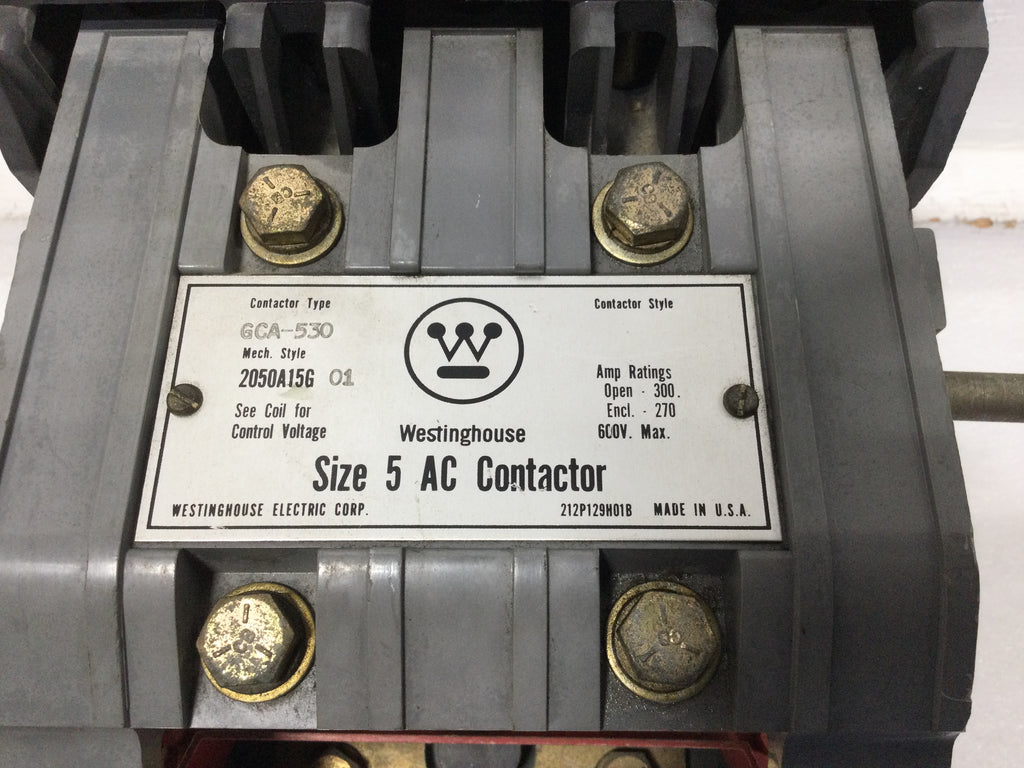 Contactor Type
GCA-530
Mech. Style
2050A15G 01
See Coil for
Control Voltage
W
Westinghouse
Contactor Style
Amp Ratings
Open - 300.
Encl. - 270
600V. Max.
Size 5 AC Contactor
WESTINGHOUSE ELECTRIC CORP.
212P129H01B MADE IN U.S.A.